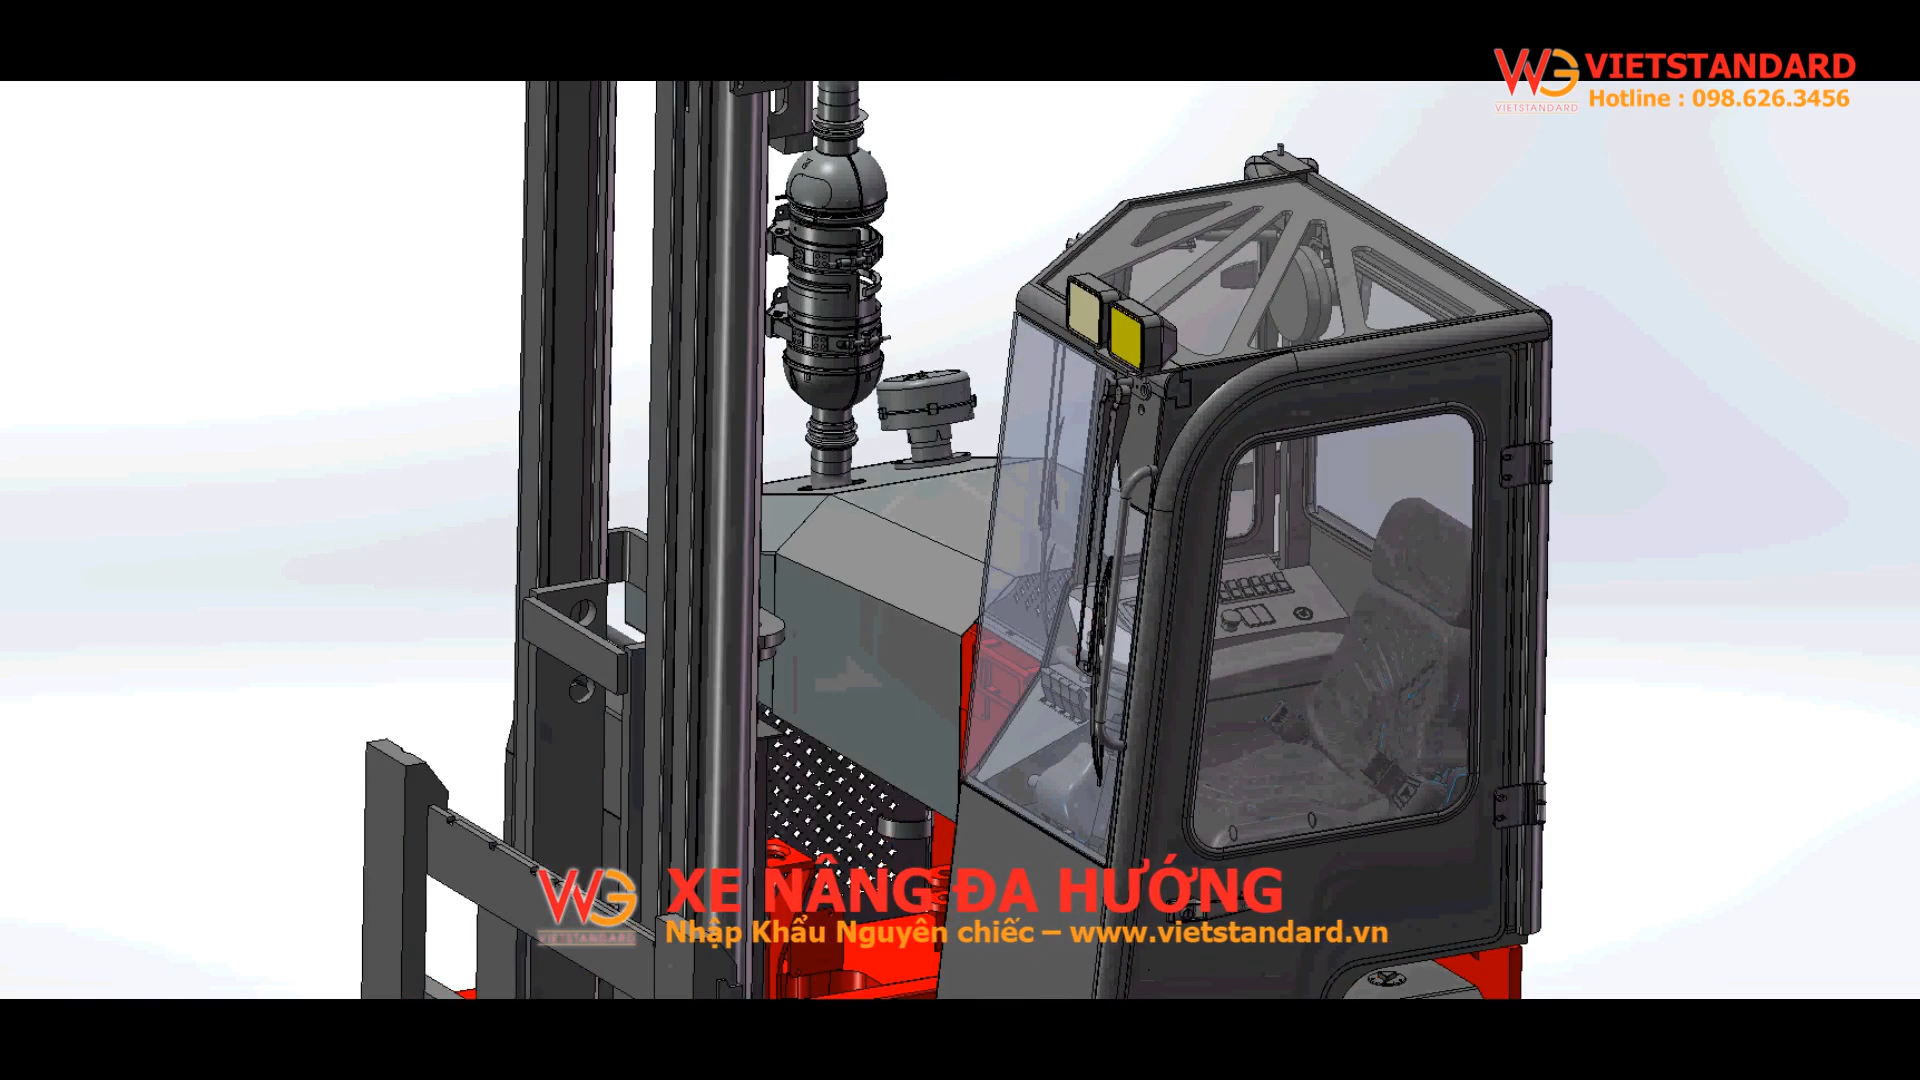 VIETSTANDARD
Hotline : 098.626.3456
VIETSTANDARD
XE NÂNG ĐA HƯỚNG
Nhập Khẩu Nguyên chiếc – www.vietstandard.vn
VIETSTANDARD